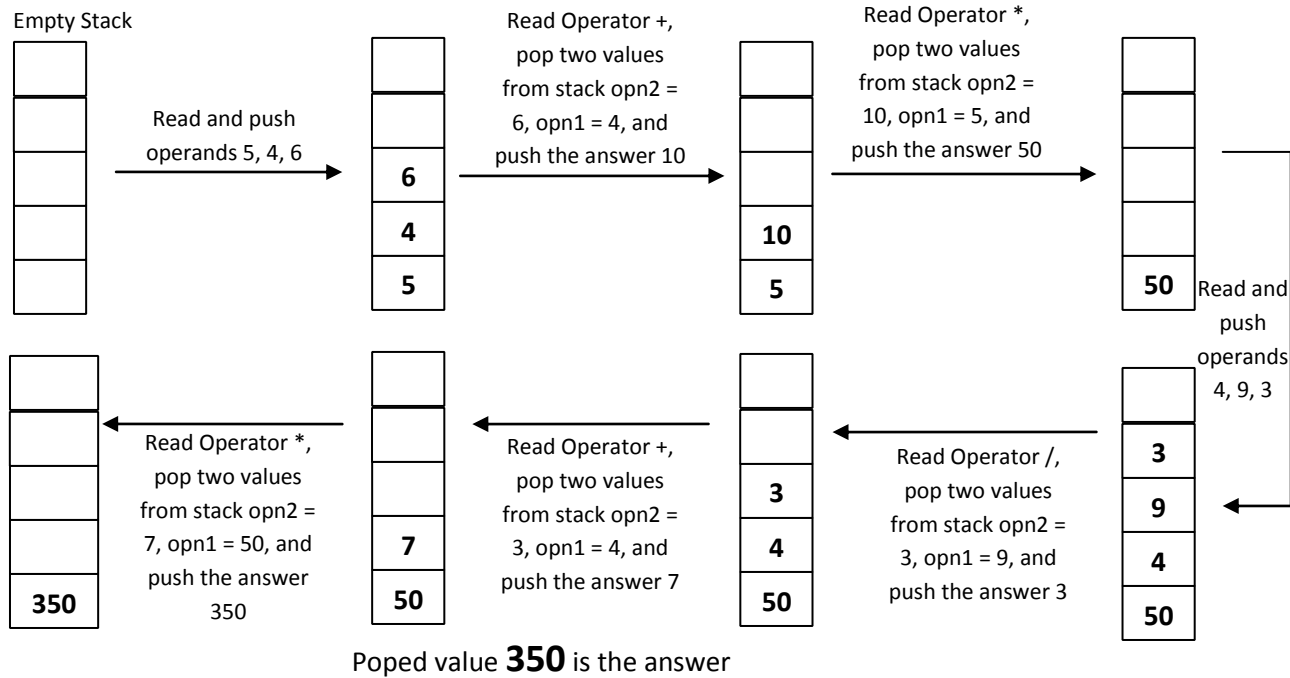 Empty Stack
Read and push
operands 5, 4, 6
6
4
5
Read Operator +,
pop two values
from stack opn2 =
6, opn1 = 4, and
push the answer 10
10
5
Read Operator *,
pop two values
from stack opn2 =
10, opn1 = 5, and
push the answer 50
50
Read and
push
operands
4, 9, 3
3
9
4
50
Read Operator /,
pop two values
from stack opn2 =
3, opn1 = 9, and
push the answer 3
3
4
50
Read Operator +,
pop two values
from stack opn2 =
3, opn1 = 4, and
push the answer 7
7
50
Read Operator *,
pop two values
from stack opn2 =
7, opn1 = 50, and
push the answer
350
350
Poped value 350 is the answer